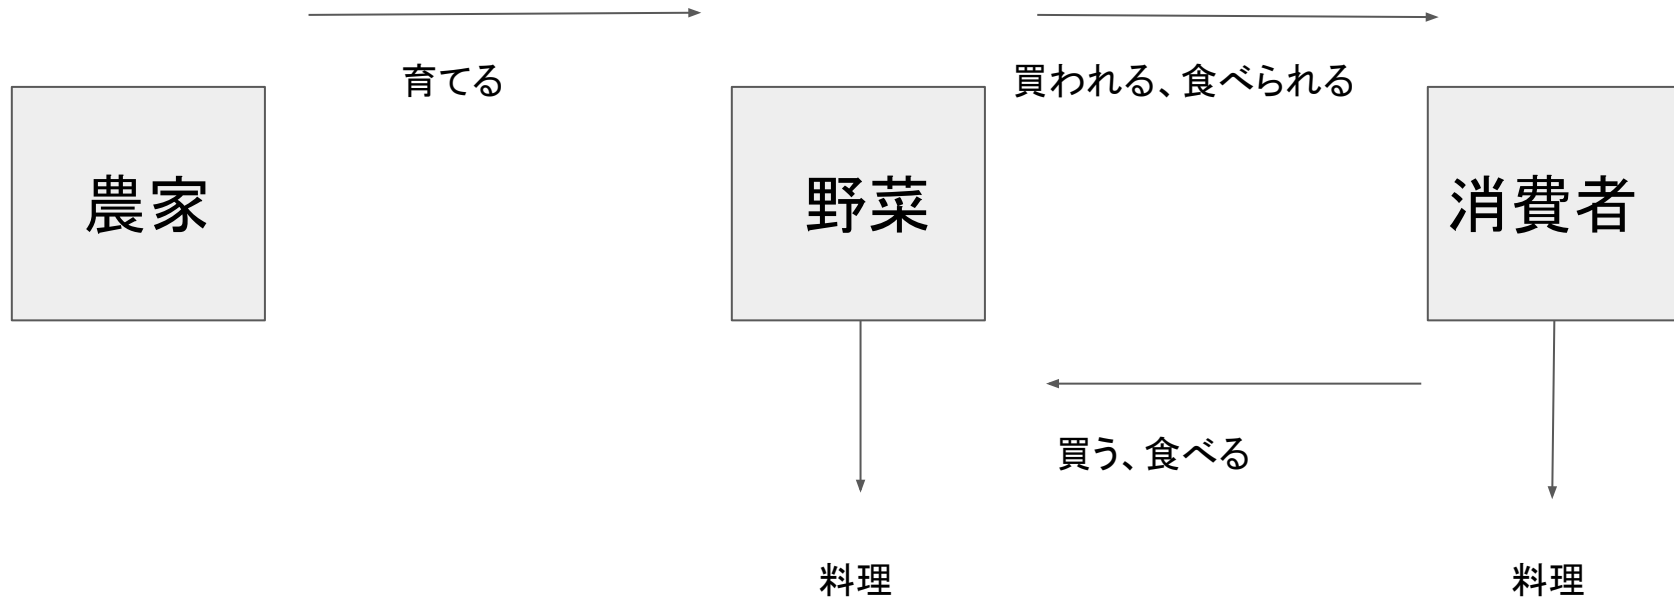 育てる
買われる、食べられる
農家
野菜
消費者
買う、食べる
料理
料理